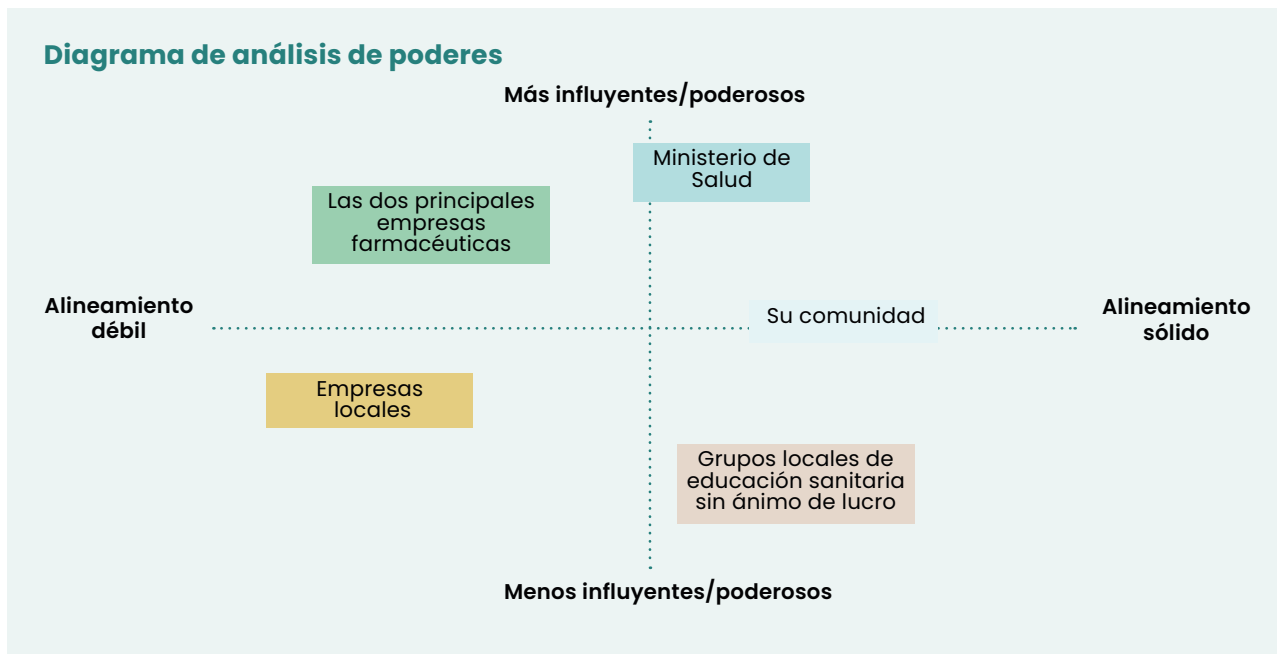 Diagrama de análisis de poderes
Más influyentes/poderosos
Ministerio de
Salud
Las dos principales
empresas
farmacéuticas
Alineamiento
débil
Su comunidad
Alineamiento
sólido
Empresas
locales
Grupos locales de
educación sanitaria
sin ánimo de lucro
Menos influyentes/poderosos